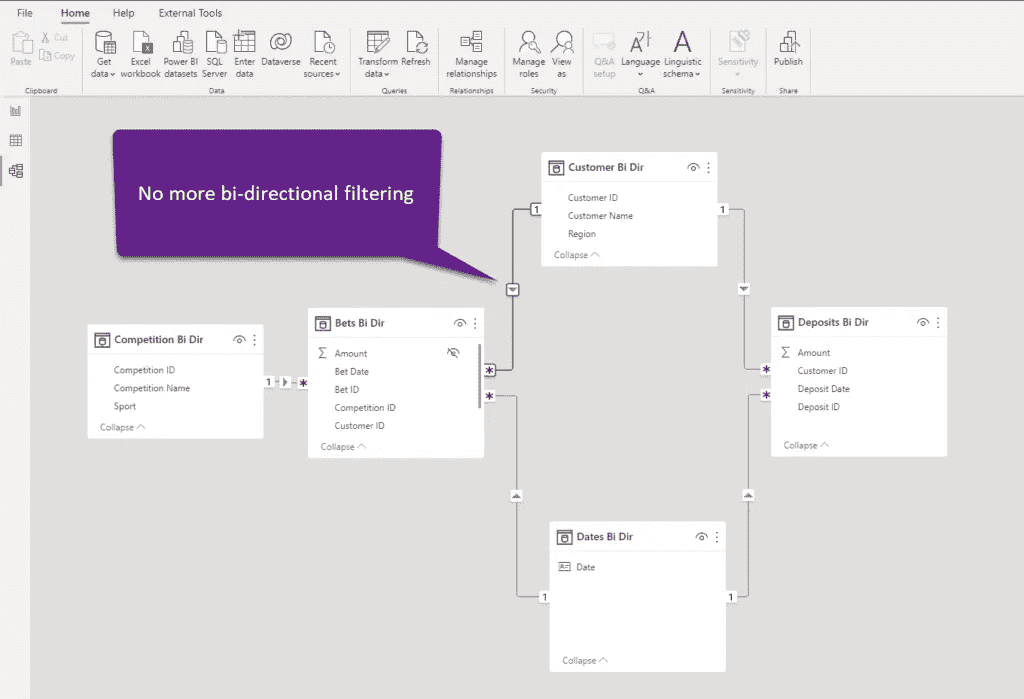 File Home Help External Tools
Paste
Cut
Copy
Clipboard
Get data
Excel workbook
Power BI datasets
SQL Server
Enter data
Dataverse
Recent sources
Data
Transform data
Refresh
Queries
Manage relationships
Relationships
Manage roles
View as
Security
Q&A setup
Language
Linguistic schema
Q&A
Sensitivity
Sensitivity
Publish
Share
No more bi-directional filtering
Customer Bi Dir
Customer ID
Customer Name
Region
Collapse
1
1
Competition Bi Dir
Competition ID
Competition Name
Sport
Collapse
1
*
Bets Bi Dir
Σ Amount
Bet Date
Bet ID
Competition ID
Customer ID
Collapse
*
*
Deposits Bi Dir
Σ Amount
Customer ID
Deposit Date
Deposit ID
Collapse
*
*
Dates Bi Dir
Date
Collapse
1
1